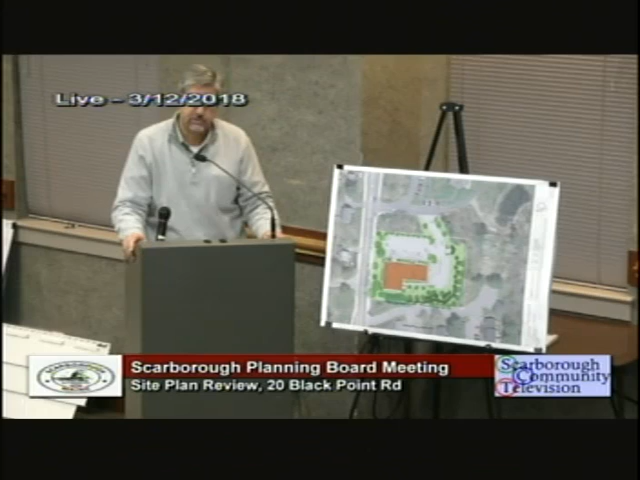 Live - 3/12/2018
Scarborough Planning Board Meeting
Site Plan Review, 20 Black Point Rd
Scarborough
Community
Television